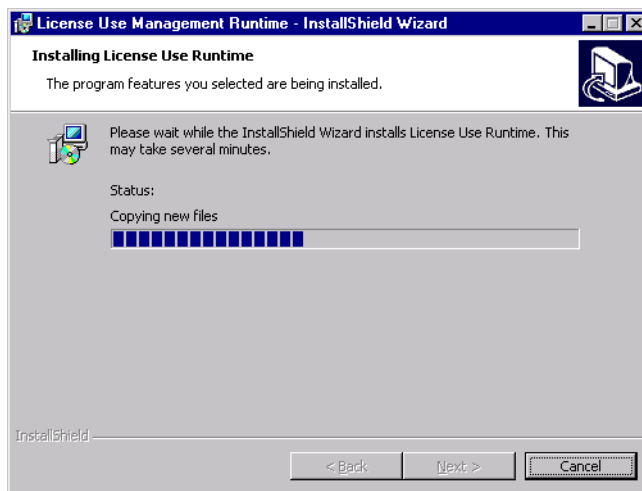 License Use Management Runtime - InstallShield Wizard
Installing License Use Runtime
The program features you selected are being installed.
Please wait while the InstallShield Wizard installs License Use Runtime. This
may take several minutes.
Status:
Copying new files
InstallShield
< Back
Next >
Cancel